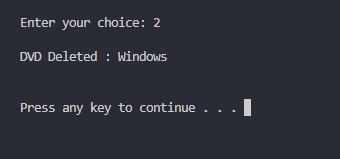 Enter your choice: 2
DVD Deleted : Windows
Press any key to continue . . .